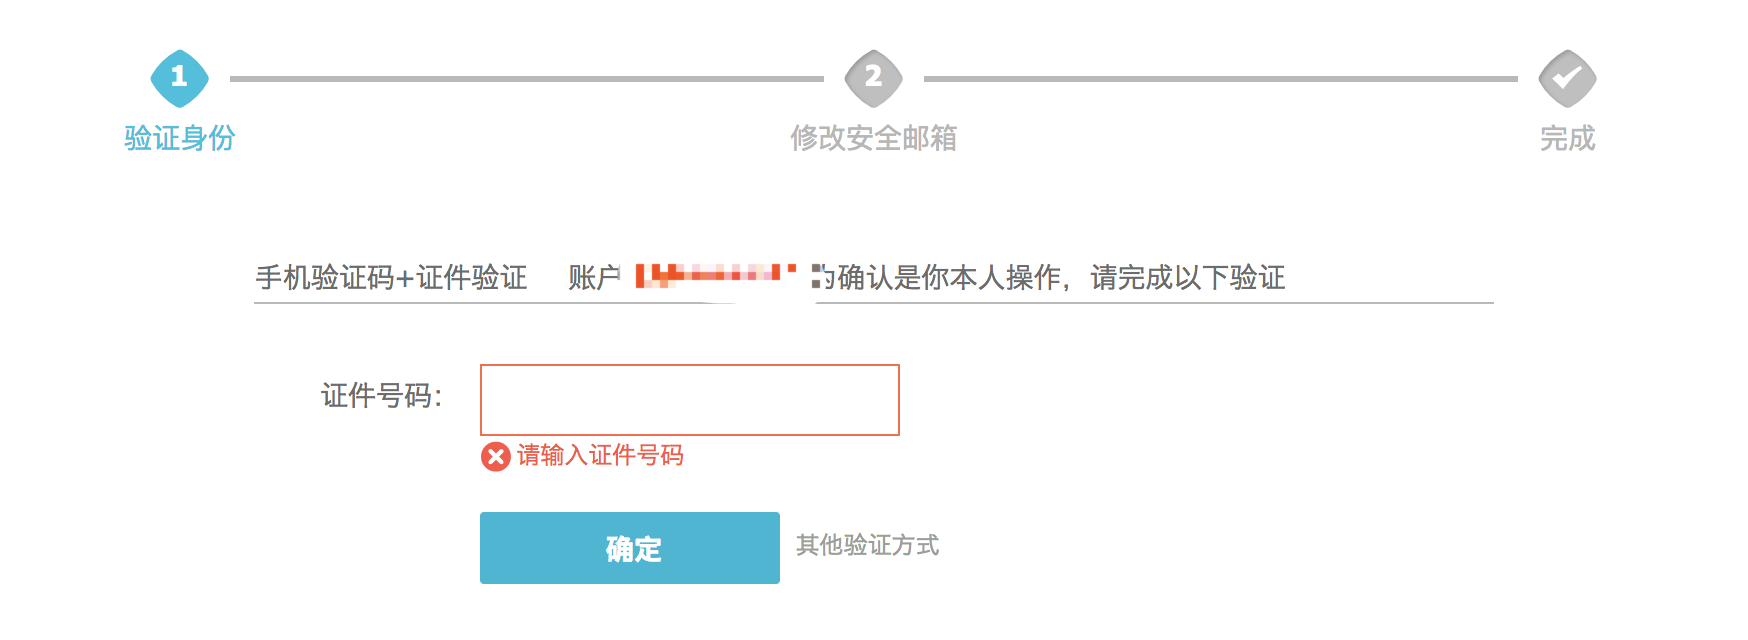 1
2
验证身份
修改安全邮箱
完成
手机验证码+证件验证 账户 为确认是你本人操作，请完成以下验证
证件号码：
请输入证件号码
确定 其他验证方式